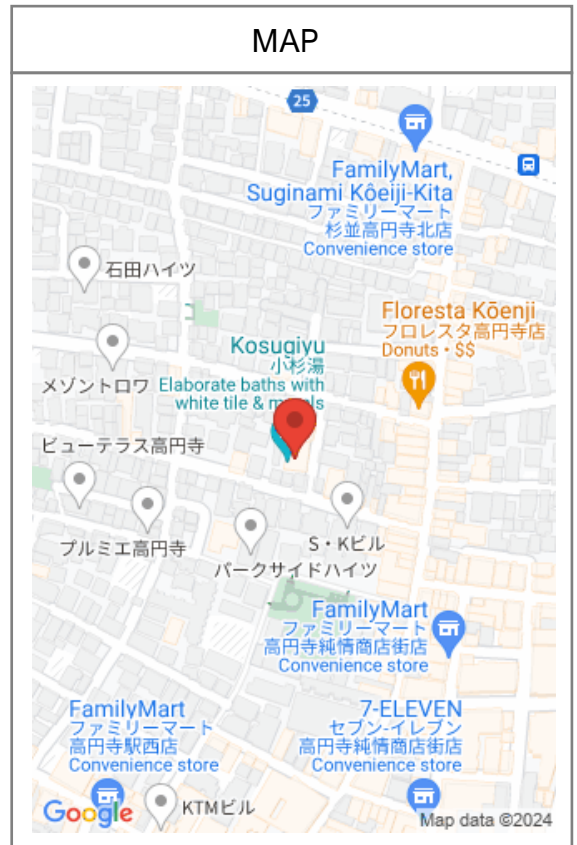 MAP
25
FamilyMart,
Suginami Kôeiji-Kita
ファミリーマート
杉並高円寺北店
Convenience store
石田ハイツ
Floresta Kōenji
フロレスタ高円寺店
Donuts • $$
Kosugiyu
小杉湯
Elaborate baths with
white tile & murals
メゾントロワ
ビューテラス高円寺
プルミエ高円寺
S・Kビル
パークサイドハイツ
FamilyMart
ファミリーマート
高円寺純情商店街店
Convenience store
FamilyMart
ファミリーマート
高円寺駅西店
Convenience store
7-ELEVEN
セブン-イレブン
高円寺純情商店街店
Convenience store
KTMビル
Google
Map data ©2024